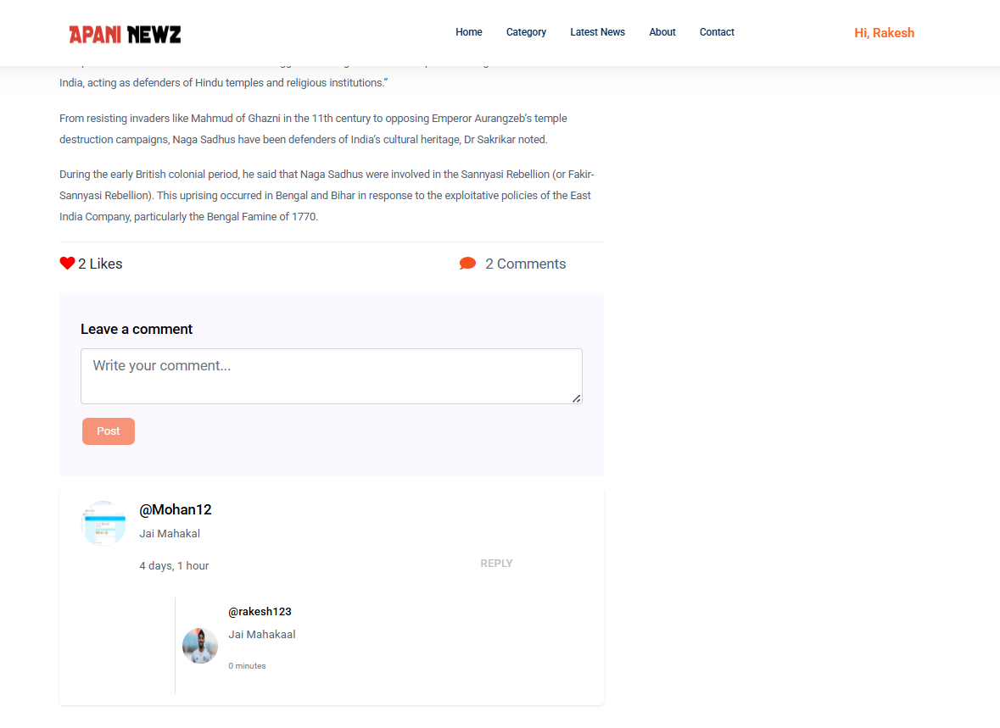 APANI NEWZ
Home Category Latest News About Contact
Hi, Rakesh
India, acting as defenders of Hindu temples and religious institutions.”
From resisting invaders like Mahmud of Ghazni in the 11th century to opposing Emperor Aurangzeb’s temple
destruction campaigns, Naga Sadhus have been defenders of India’s cultural heritage, Dr Sakrikar noted.
During the early British colonial period, he said that Naga Sadhus were involved in the Sannyasi Rebellion (or Fakir-
Sannyasi Rebellion). This uprising occurred in Bengal and Bihar in response to the exploitative policies of the East
India Company, particularly the Bengal Famine of 1770.
2 Likes
2 Comments
Leave a comment
Write your comment...
Post
@Mohan12
Jai Mahakal
4 days, 1 hour
REPLY
@rakesh123
Jai Mahakaal
0 minutes